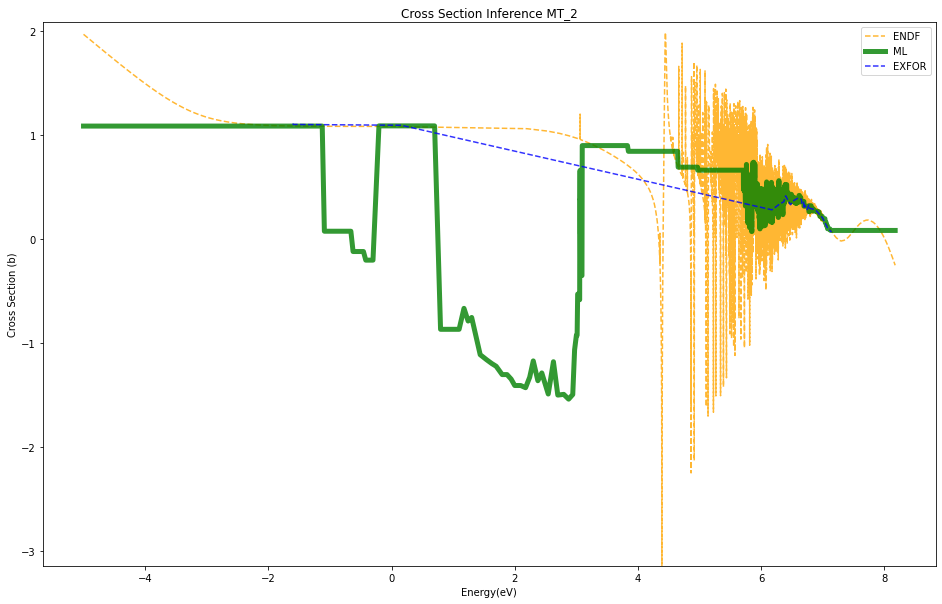 Cross Section Inference MT_2
ENDF
ML
EXFOR
2
1
0
−1
−2
−3
Cross Section (b)
−4
−2
0
2
4
6
8
Energy(eV)